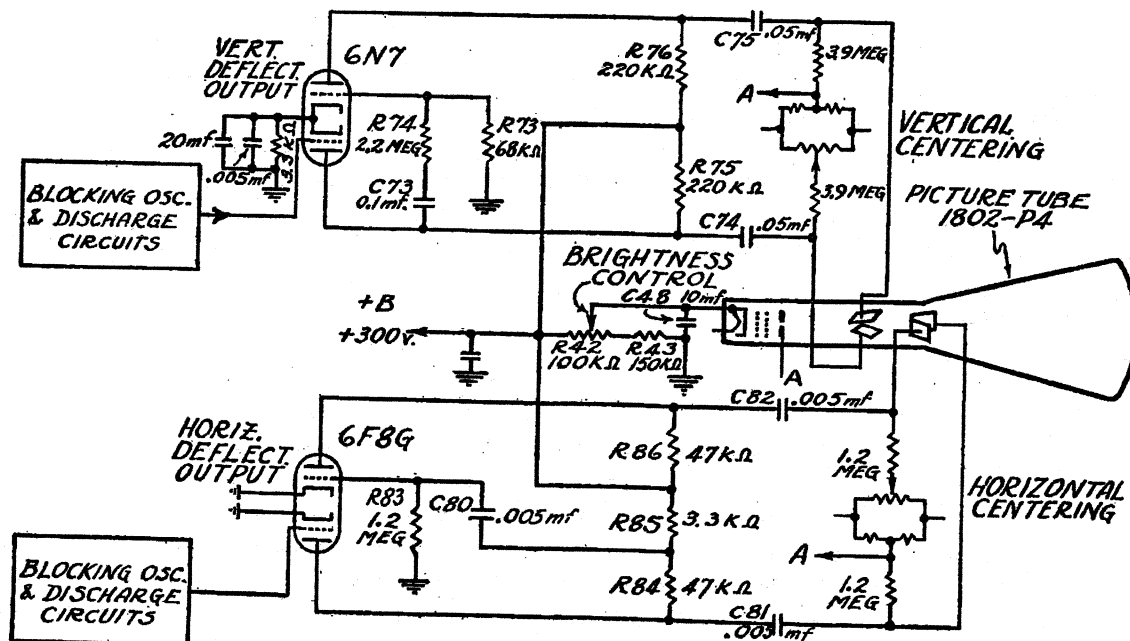 VERT.
DEFLECT.
OUTPUT
6N7
20mf
.005mf
3.3KΩ
BLOCKING OSC.
& DISCHARGE
CIRCUITS
R74
2.2 MEG
C73
0.1mf.
R73
68KΩ
R76
220KΩ
R75
220KΩ
C75 .05mf
C74 .05mf
3.9MEG
A
3.9MEG
VERTICAL
CENTERING
PICTURE TUBE
1802-P4
BRIGHTNESS
CONTROL
C48 10mf
+B
+300v.
R42
100KΩ
R43
150KΩ
A
C82 .005mf
HORIZ.
DEFLECT.
OUTPUT
6F8G
R83
1.2
MEG
C80 .005mf
R86 47KΩ
R85 3.3KΩ
R84 47KΩ
C81
.005mf
1.2
MEG
A
1.2
MEG
HORIZONTAL
CENTERING
BLOCKING OSC.
& DISCHARGE
CIRCUITS